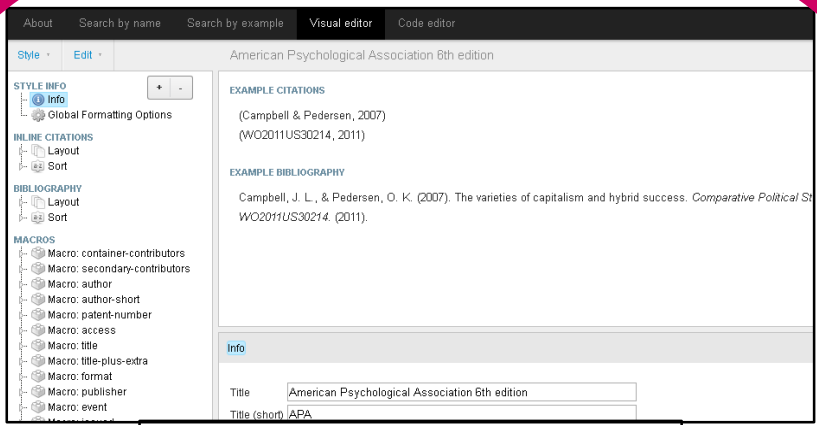 About Search by name Search by example Visual editor Code editor
Style Edit American Psychological Association 6th edition
STYLE INFO + -
Info
Global Formatting Options
INLINE CITATIONS
Layout
Sort
BIBLIOGRAPHY
Layout
Sort
MACROS
Macro: container-contributors
Macro: secondary-contributors
Macro: author
Macro: author-short
Macro: patent-number
Macro: access
Macro: title
Macro: title-plus-extra
Macro: format
Macro: publisher
Macro: event
EXAMPLE CITATIONS
(Campbell & Pedersen, 2007)
(WO2011US30214, 2011)
EXAMPLE BIBLIOGRAPHY
Campbell, J. L., & Pedersen, O. K. (2007). The varieties of capitalism and hybrid success. Comparative Political St
WO2011US30214. (2011).
Info
Title American Psychological Association 6th edition
Title (short) APA